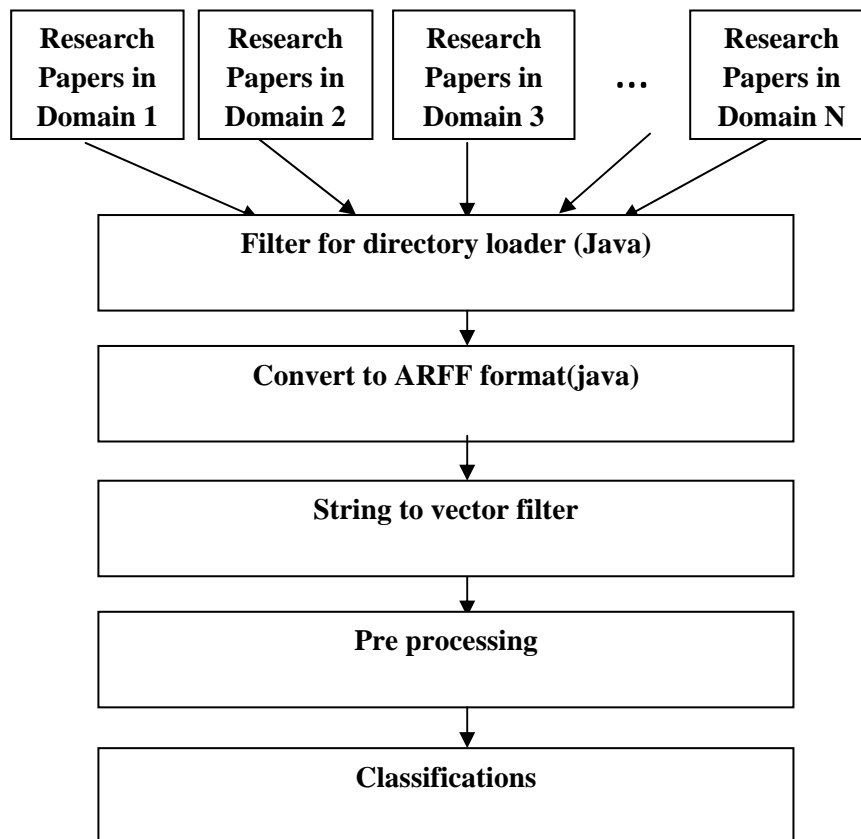 Research
Papers in
Domain 1
Research
Papers in
Domain 2
Research
Papers in
Domain 3
...
Research
Papers in
Domain N
Filter for directory loader (Java)
Convert to ARFF format(java)
String to vector filter
Pre processing
Classifications